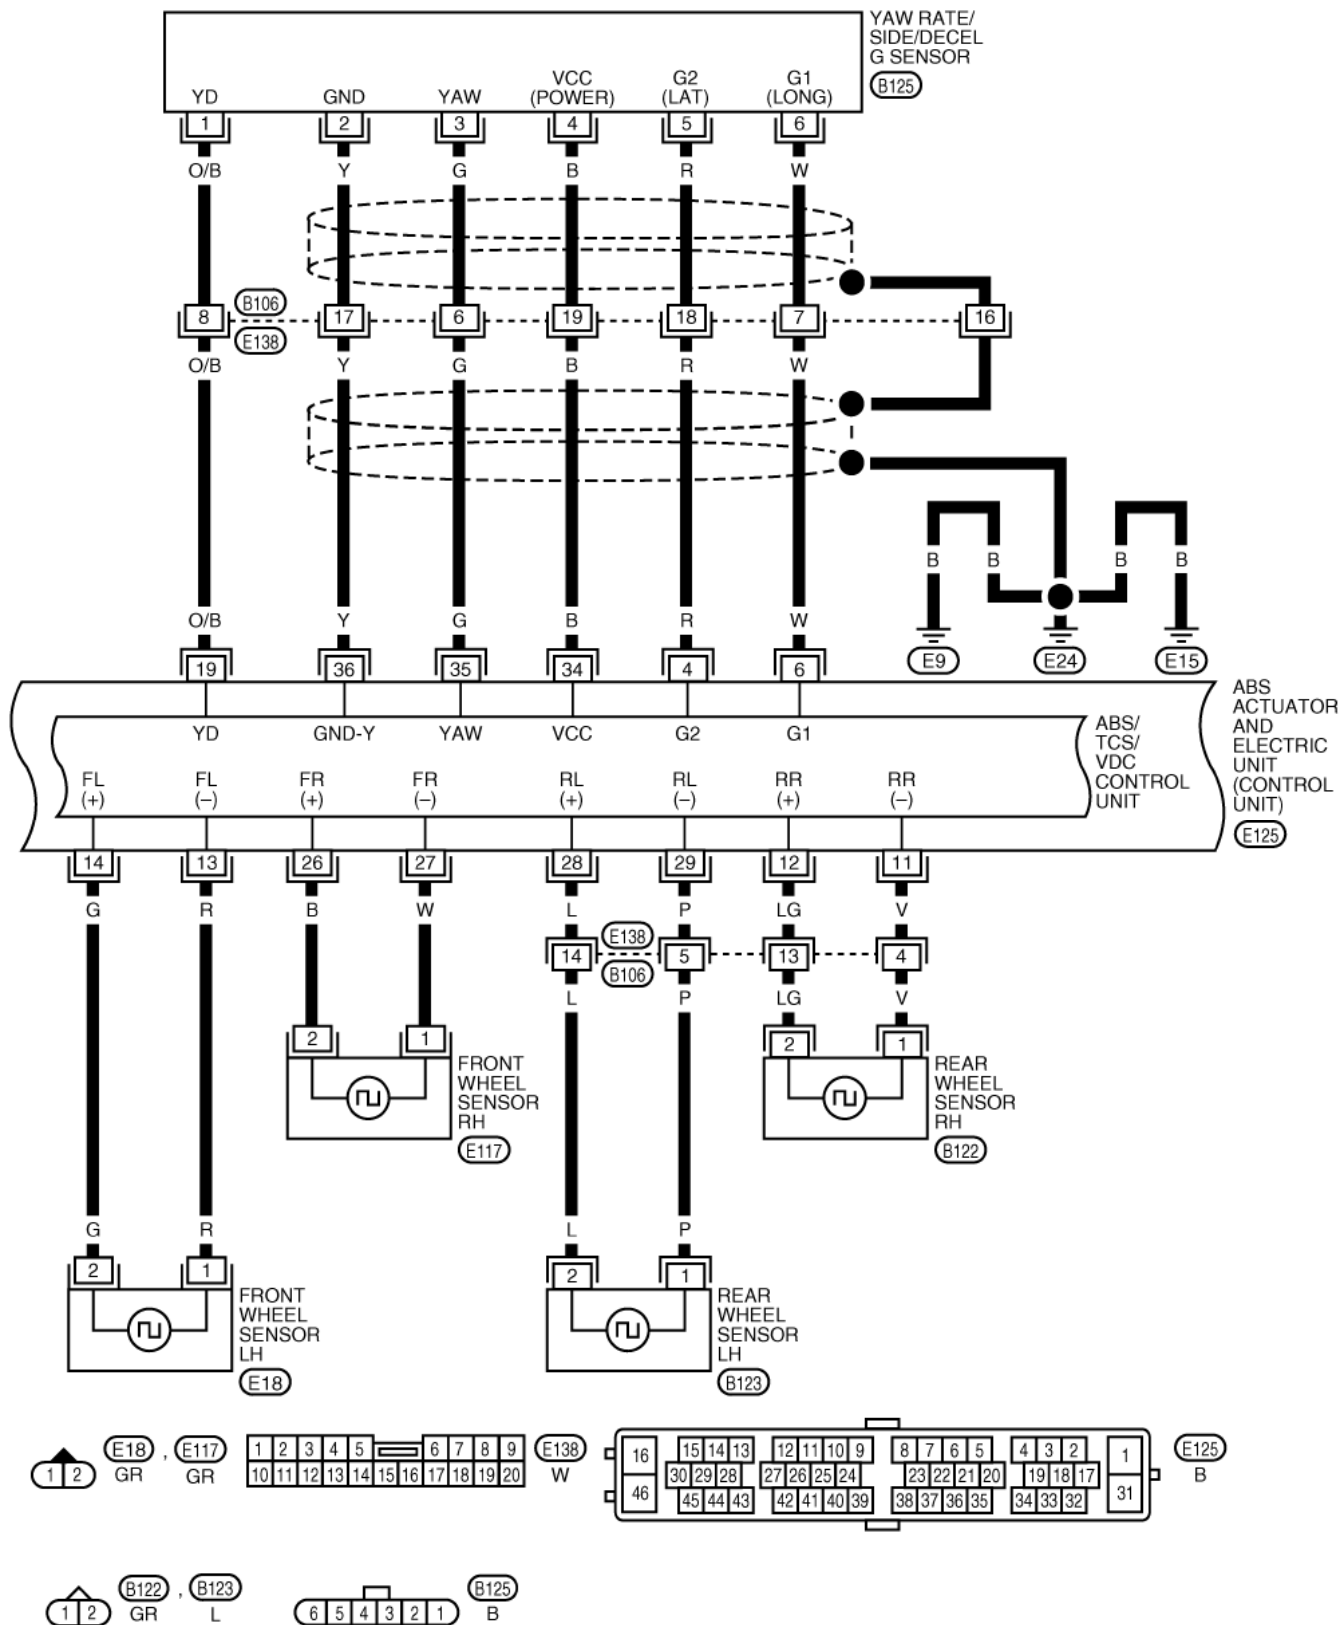 YAW RATE/
SIDE/DECEL
G SENSOR
B125
YD GND YAW VCC (POWER) G2 (LAT) G1 (LONG)
1 2 3 4 5 6
O/B Y G B R W
B106
8 17 6 19 18 7 16
E138
O/B Y G B R W
B B B B
O/B Y G B R W
E9 E24 E15
19 36 35 34 4 6
ABS
ACTUATOR
AND
ELECTRIC
UNIT
(CONTROL
UNIT)
E125
YD GND-Y YAW VCC G2 G1
ABS/
TCS/
VDC
CONTROL
UNIT
FL FL FR FR RL RL RR RR
(+) (–) (+) (–) (+) (–) (+) (–)
14 13 26 27 28 29 12 11
G R B W L P LG V
E138
14 5 13 4
B106
L P LG V
2 1
FRONT
WHEEL
SENSOR
RH
E117
2 1
REAR
WHEEL
SENSOR
RH
B122
G R L P
2 1
FRONT
WHEEL
SENSOR
LH
E18
2 1
REAR
WHEEL
SENSOR
LH
B123
1 2
E18 , E117
GR GR
1 2 3 4 5 6 7 8 9
10 11 12 13 14 15 16 17 18 19 20
E138
W
16 15 14 13 12 11 10 9 8 7 6 5 4 3 2 1
30 29 28 27 26 25 24 23 22 21 20 19 18 17
46 45 44 43 42 41 40 39 38 37 36 35 34 33 32 31
E125
B
1 2
B122 , B123
GR L
6 5 4 3 2 1
B125
B